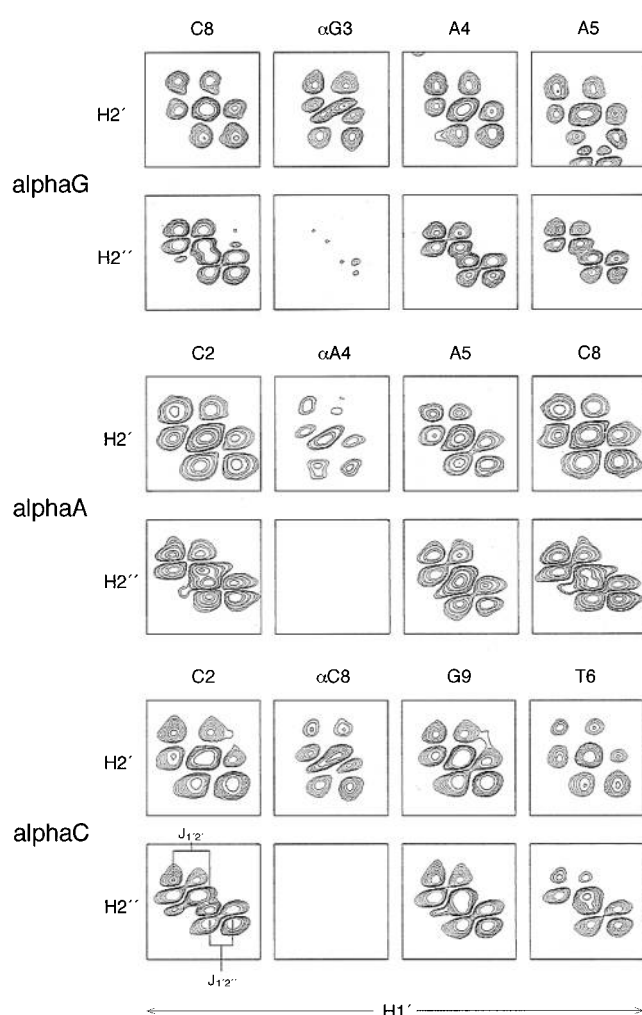 C8 αG3 A4 A5
H2´
alphaG
H2´´
C2 αA4 A5 C8
H2´
alphaA
H2´´
C2 αC8 G9 T6
H2´
alphaC
J1´2´
H2´´
J1´2´´
H1´